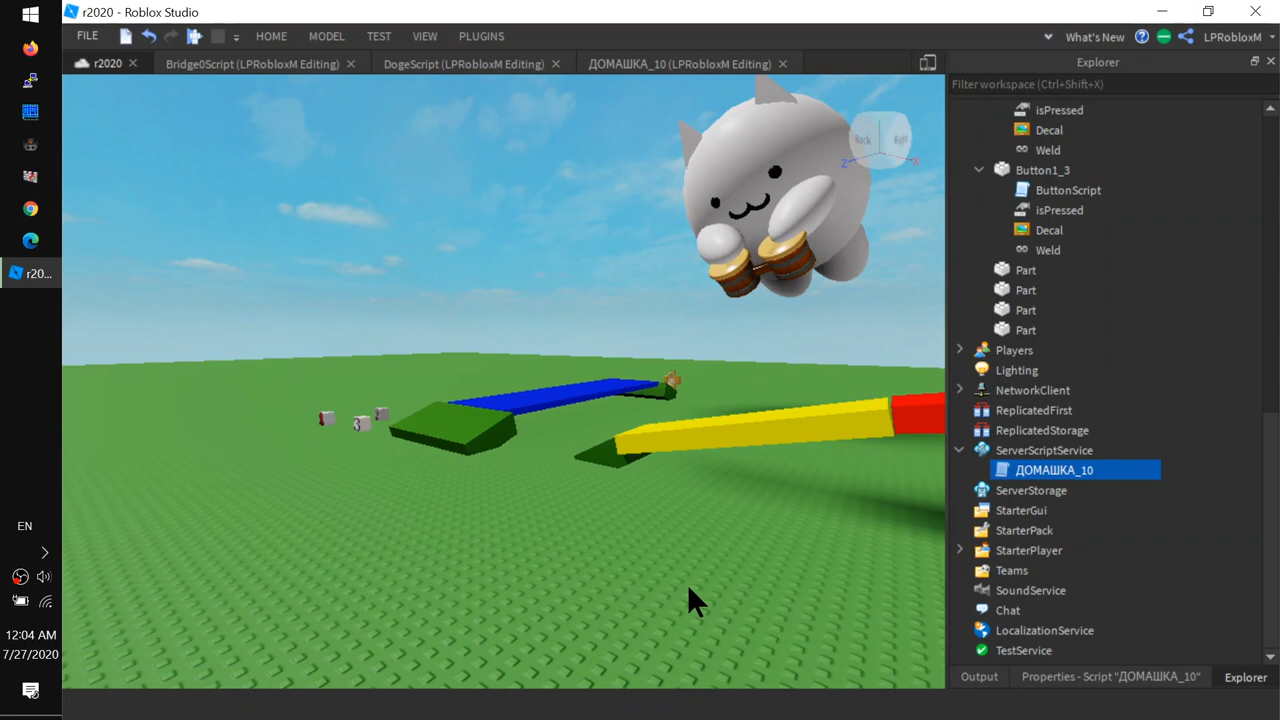 r2020 - Roblox Studio
FILE
HOME
MODEL
TEST
VIEW
PLUGINS
What's New
LPRobloxM
r2020
Bridge0Script (LPRobloxM Editing)
DogeScript (LPRobloxM Editing)
ДОМАШКА_10 (LPRobloxM Editing)
Explorer
Filter workspace (Ctrl+Shift+X)
isPressed
Decal
Weld
Button1_3
ButtonScript
isPressed
Decal
Weld
Part
Part
Part
Part
Players
Lighting
NetworkClient
ReplicatedFirst
ReplicatedStorage
ServerScriptService
ДОМАШКА_10
ServerStorage
StarterGui
StarterPack
StarterPlayer
Teams
SoundService
Chat
LocalizationService
TestService
Output
Properties - Script "ДОМАШКА_10"
Explorer
Back
Right
Z
X
3
r20...
EN
12:04 AM
7/27/2020